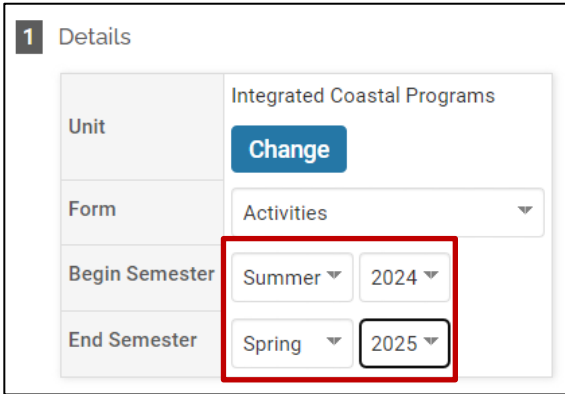 1 Details
Integrated Coastal Programs
Unit
Change
Form Activities
Begin Semester Summer 2024
End Semester Spring 2025